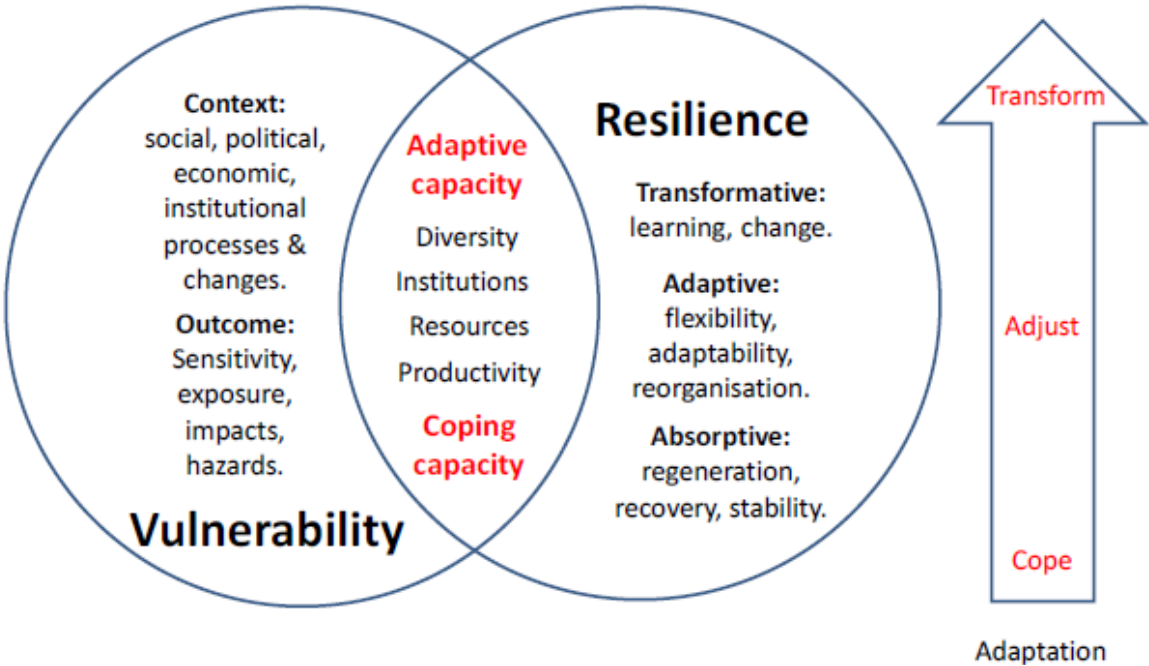 Context:
social, political,
economic,
institutional
processes &
changes.
Outcome:
Sensitivity,
exposure,
impacts,
hazards.
Vulnerability
Adaptive
capacity
Diversity
Institutions
Resources
Productivity
Coping
capacity
Resilience
Transformative:
learning, change.
Adaptive:
flexibility,
adaptability,
reorganisation.
Absorptive:
regeneration,
recovery, stability.
Transform
Adjust
Cope
Adaptation